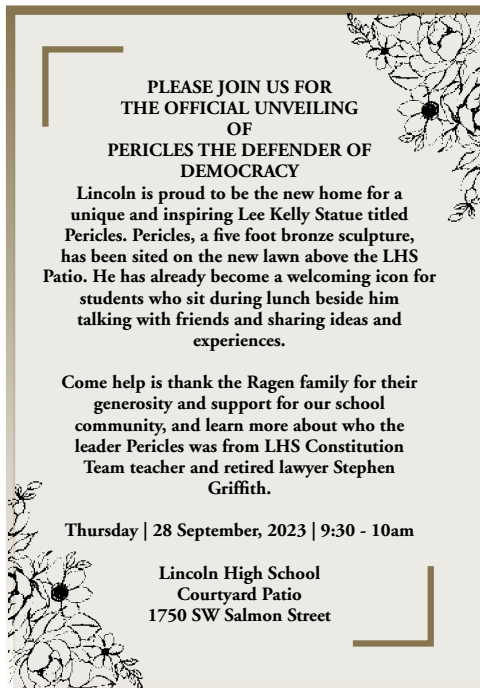 PLEASE JOIN US FOR
THE OFFICIAL UNVEILING
OF
PERICLES THE DEFENDER OF
DEMOCRACY
Lincoln is proud to be the new home for a
unique and inspiring Lee Kelly Statue titled
Pericles. Pericles, a five foot bronze sculpture,
has been sited on the new lawn above the LHS
Patio. He has already become a welcoming icon for
students who sit during lunch beside him
talking with friends and sharing ideas and
experiences.
Come help is thank the Ragen family for their
generosity and support for our school
community, and learn more about who the
leader Pericles was from LHS Constitution
Team teacher and retired lawyer Stephen
Griffith.
Thursday | 28 September, 2023 | 9:30 - 10am
Lincoln High School
Courtyard Patio
1750 SW Salmon Street